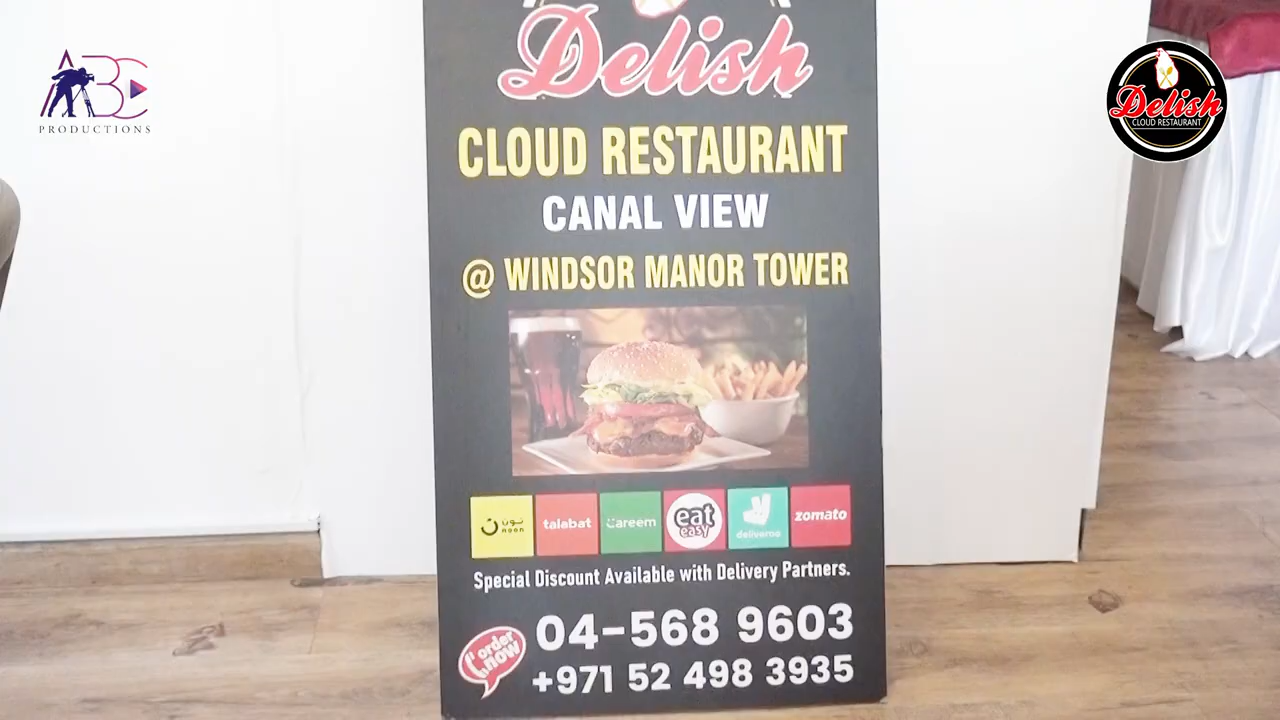 ABC
PRODUCTIONS
Delish
CLOUD RESTAURANT
Delish
CLOUD RESTAURANT
CANAL VIEW
@ WINDSOR MANOR TOWER
نون
noon
talabat
careem
eat
easy
deliveroo
zomato
Special Discount Available with Delivery Partners.
order
now
04-568 9603
+971 52 498 3935